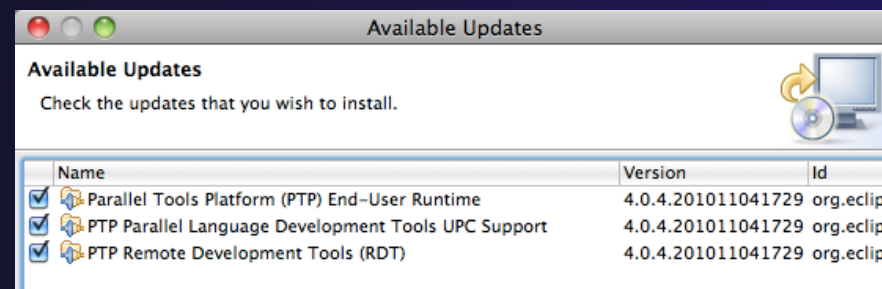 Available Updates
Available Updates
Check the updates that you wish to install.
Name Version Id
Parallel Tools Platform (PTP) End-User Runtime 4.0.4.201011041729 org.eclip
PTP Parallel Language Development Tools UPC Support 4.0.4.201011041729 org.eclip
PTP Remote Development Tools (RDT) 4.0.4.201011041729 org.eclip